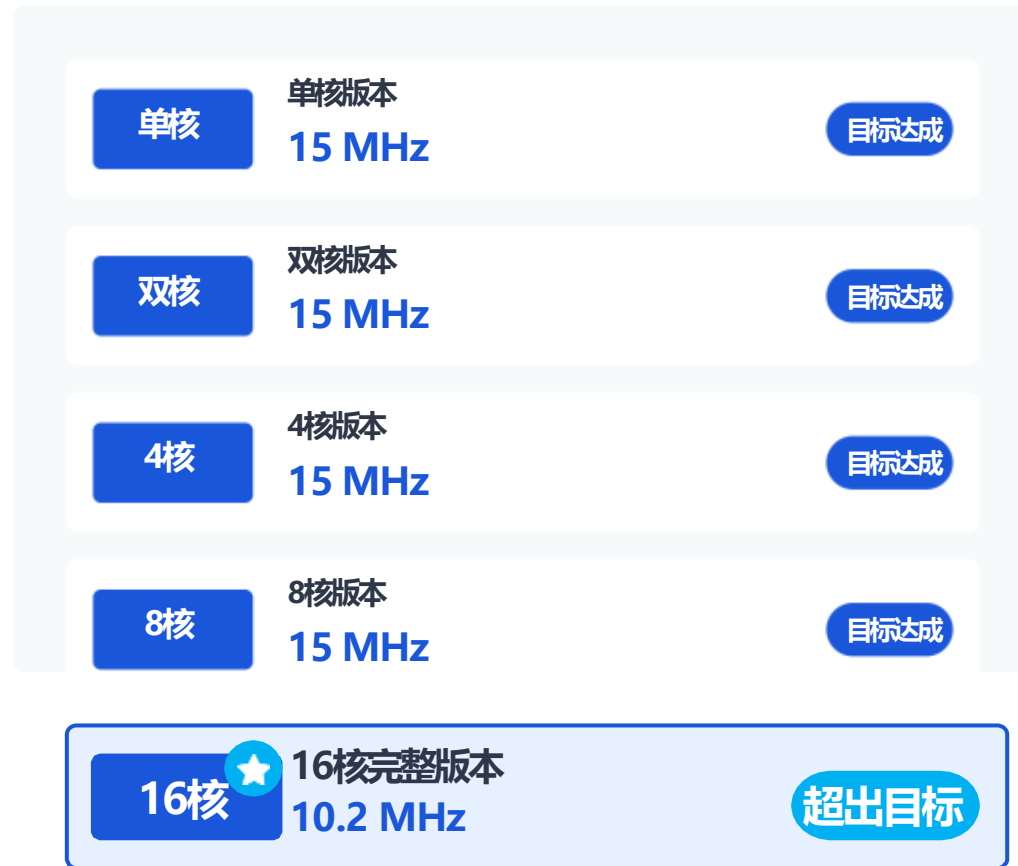 单核
单核版本
15 MHz
目标达成
双核
双核版本
15 MHz
目标达成
4核
4核版本
15 MHz
目标达成
8核
8核版本
15 MHz
目标达成
16核
16核完整版本
10.2 MHz
超出目标